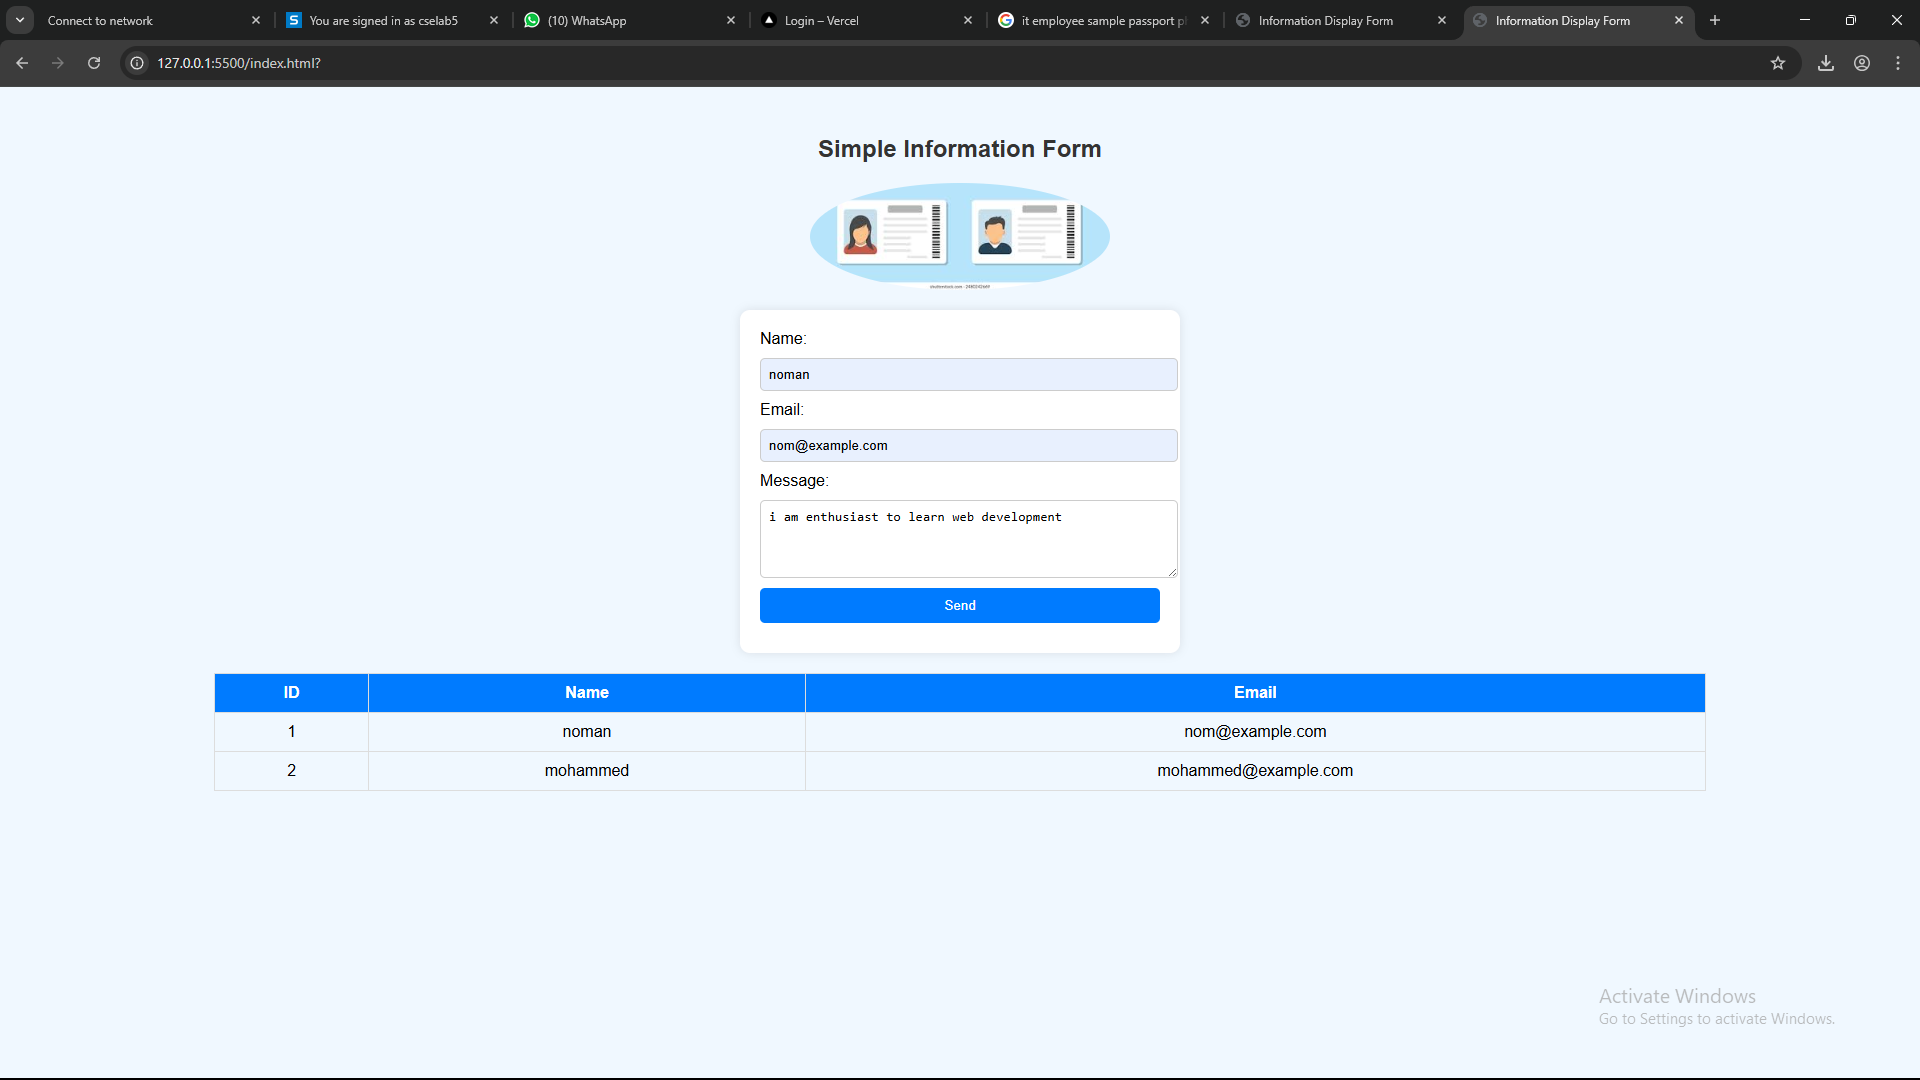 Connect to network
You are signed in as cselab5
(10) WhatsApp
Login – Vercel
it employee sample passport p
Information Display Form
Information Display Form
127.0.0.1:5500/index.html?
Simple Information Form
Name:
noman
Email:
nom@example.com
Message:
i am enthusiast to learn web development
Send
ID Name Email
1 noman nom@example.com
2 mohammed mohammed@example.com
Activate Windows
Go to Settings to activate Windows.